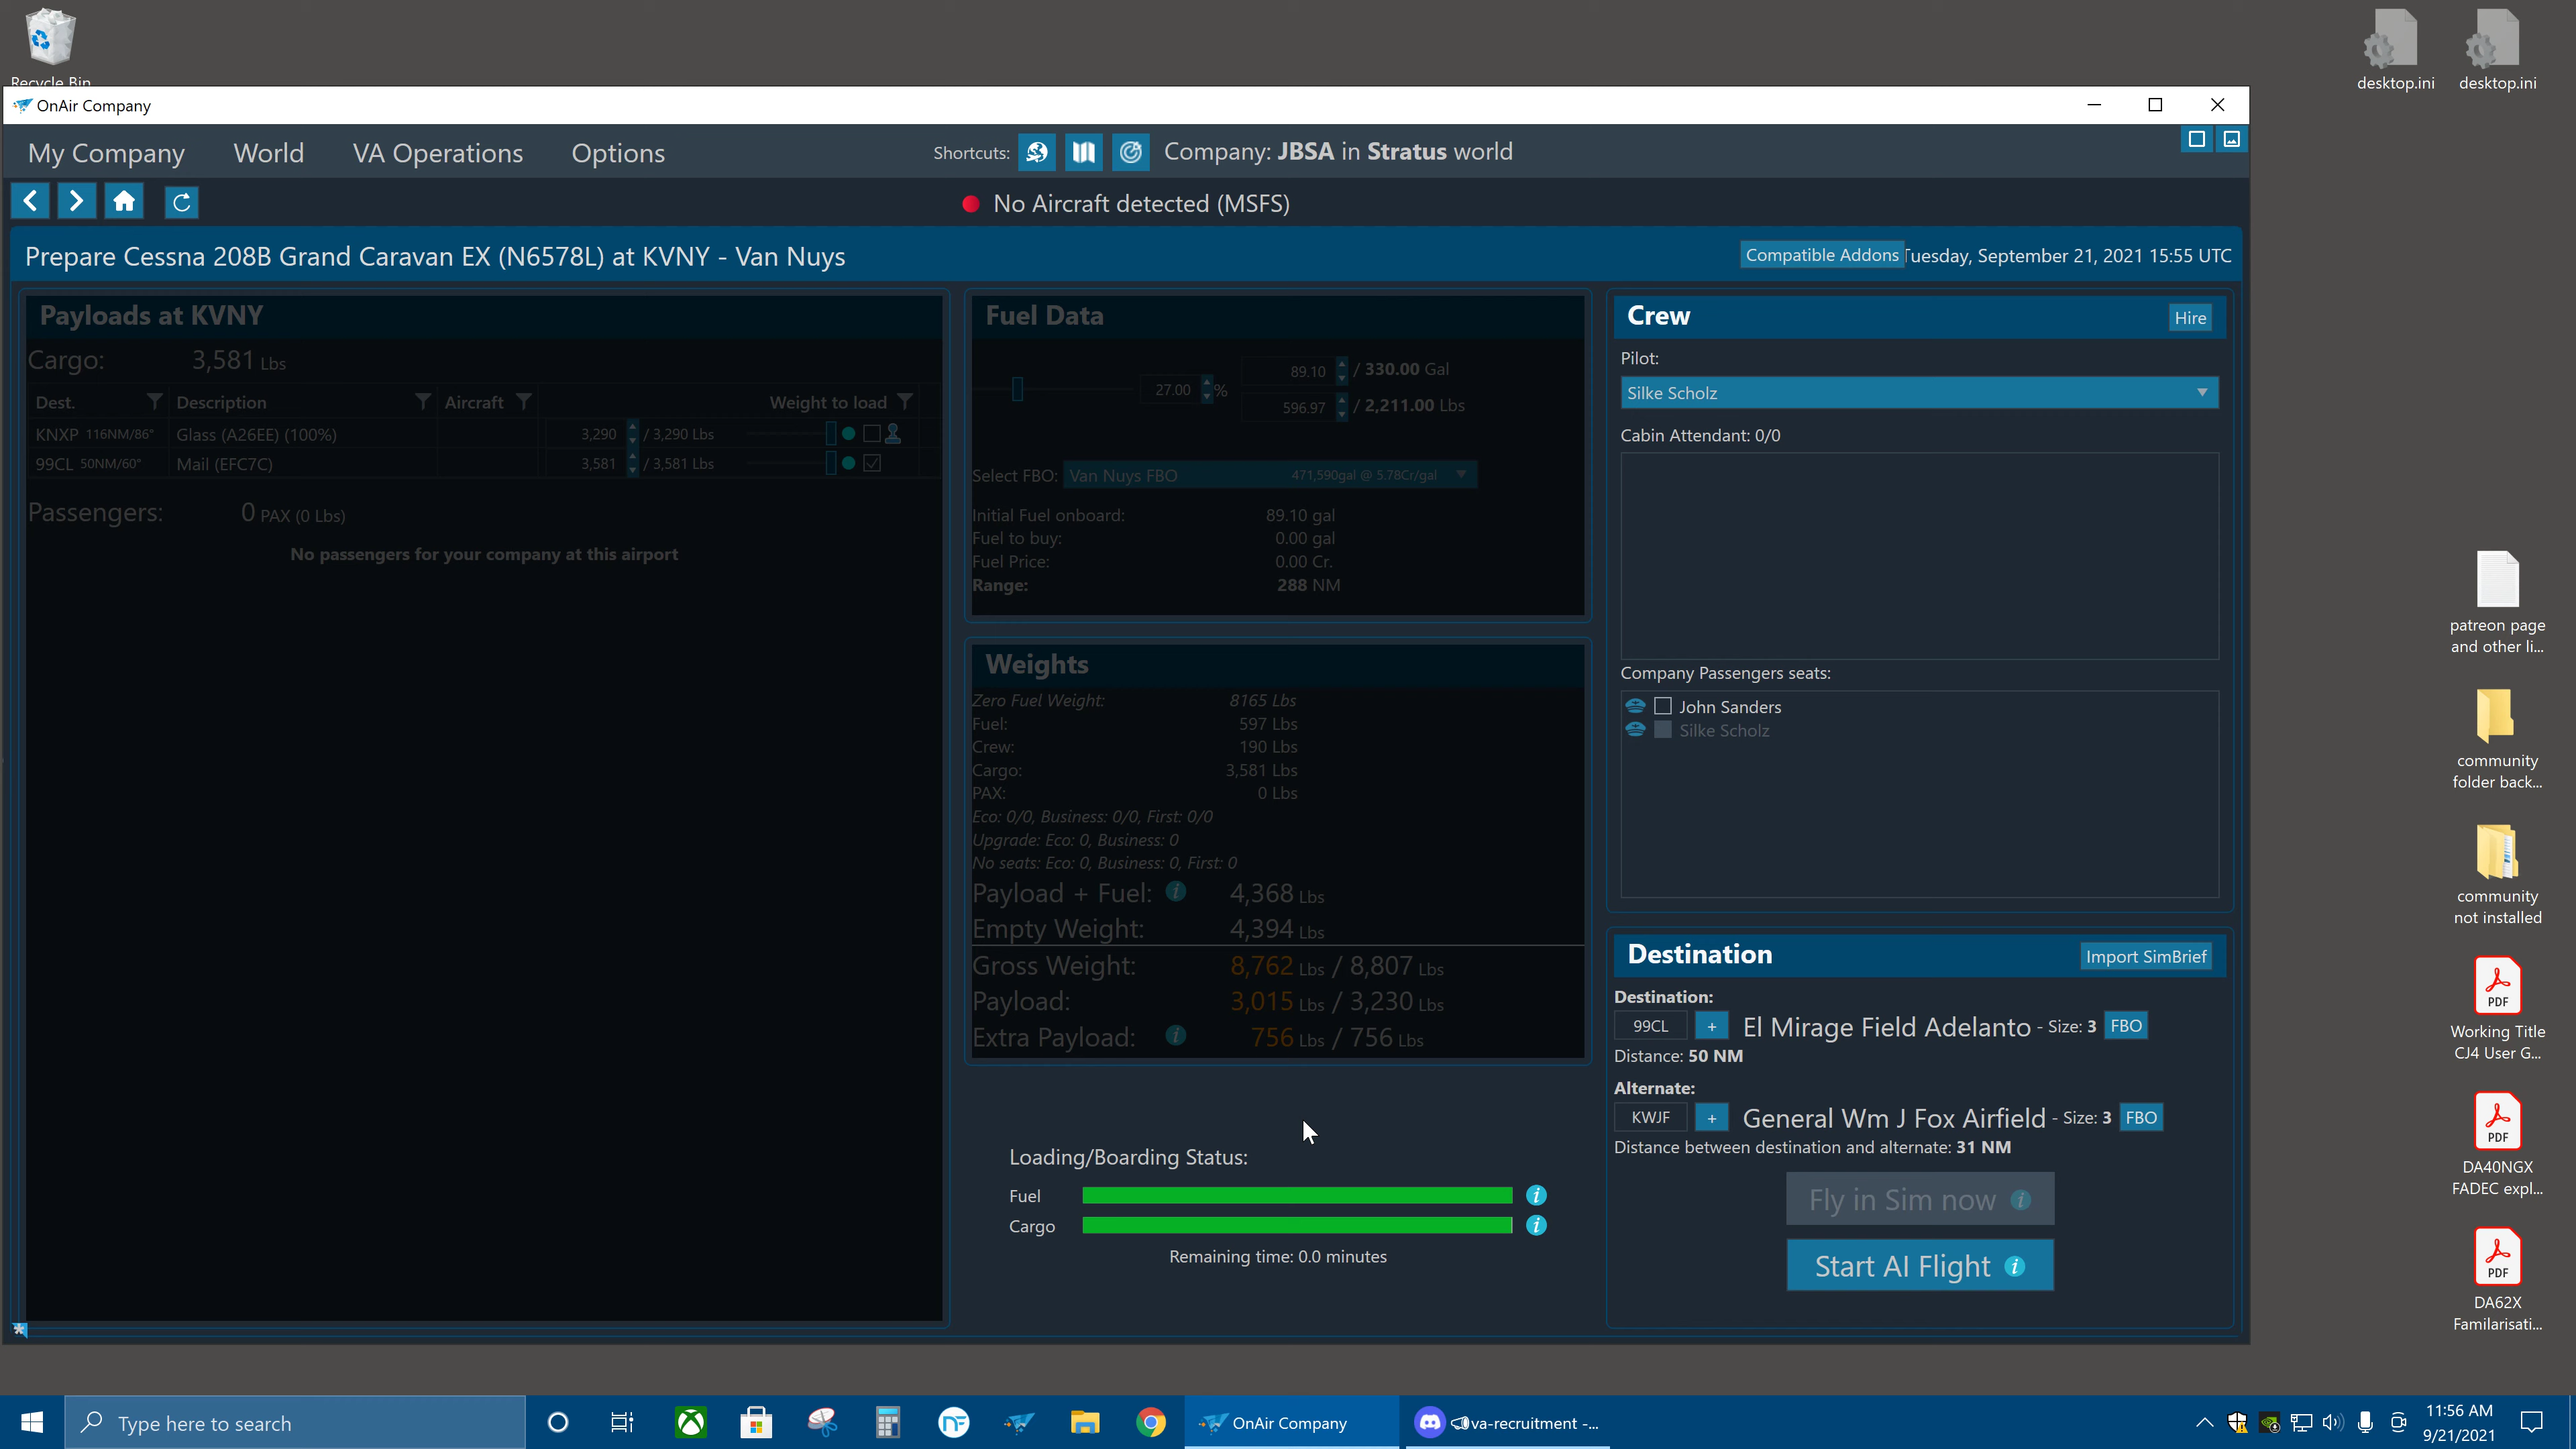 Recycle Bin
desktop.ini
desktop.ini
OnAir Company
My Company
World
VA Operations
Options
Shortcuts:
Company: JBSA in Stratus world
No Aircraft detected (MSFS)
Prepare Cessna 208B Grand Caravan EX (N6578L) at KVNY - Van Nuys
Compatible Addons
Tuesday, September 21, 2021 15:55 UTC
Payloads at KVNY
Cargo: 3,581 Lbs
Dest. Description Aircraft Weight to load
KNXP 116NM/86° Glass (A26EE) (100%) 3,290 / 3,290 Lbs
99CL 50NM/60° Mail (EFC7C) 3,581 / 3,581 Lbs
Passengers: 0 PAX (0 Lbs)
No passengers for your company at this airport
Fuel Data
27.00 % 89.10 / 330.00 Gal
596.97 / 2,211.00 Lbs
Select FBO: Van Nuys FBO 471,590gal @ 5.78Cr/gal
Initial Fuel onboard: 89.10 gal
Fuel to buy: 0.00 gal
Fuel Price: 0.00 Cr.
Range: 288 NM
Weights
Zero Fuel Weight: 8165 Lbs
Fuel: 597 Lbs
Crew: 190 Lbs
Cargo: 3,581 Lbs
PAX: 0 Lbs
Eco: 0/0, Business: 0/0, First: 0/0
Upgrade: Eco: 0, Business: 0
No seats: Eco: 0, Business: 0, First: 0
Payload + Fuel: i 4,368 Lbs
Empty Weight: 4,394 Lbs
Gross Weight: 8,762 Lbs / 8,807 Lbs
Payload: 3,015 Lbs / 3,230 Lbs
Extra Payload: i 756 Lbs / 756 Lbs
Loading/Boarding Status:
Fuel i
Cargo i
Remaining time: 0.0 minutes
Crew
Hire
Pilot:
Silke Scholz
Cabin Attendant: 0/0
Company Passengers seats:
John Sanders
Silke Scholz
Destination
Import SimBrief
Destination:
99CL + El Mirage Field Adelanto - Size: 3 FBO
Distance: 50 NM
Alternate:
KWJF + General Wm J Fox Airfield - Size: 3 FBO
Distance between destination and alternate: 31 NM
Fly in Sim now i
Start AI Flight i
patreon page
and other li...
community
folder back...
community
not installed
PDF
Working Title
CJ4 User G...
PDF
DA40NGX
FADEC expl...
PDF
DA62X
Familarisati...
Type here to search
OnAir Company
va-recruitment -...
11:56 AM
9/21/2021